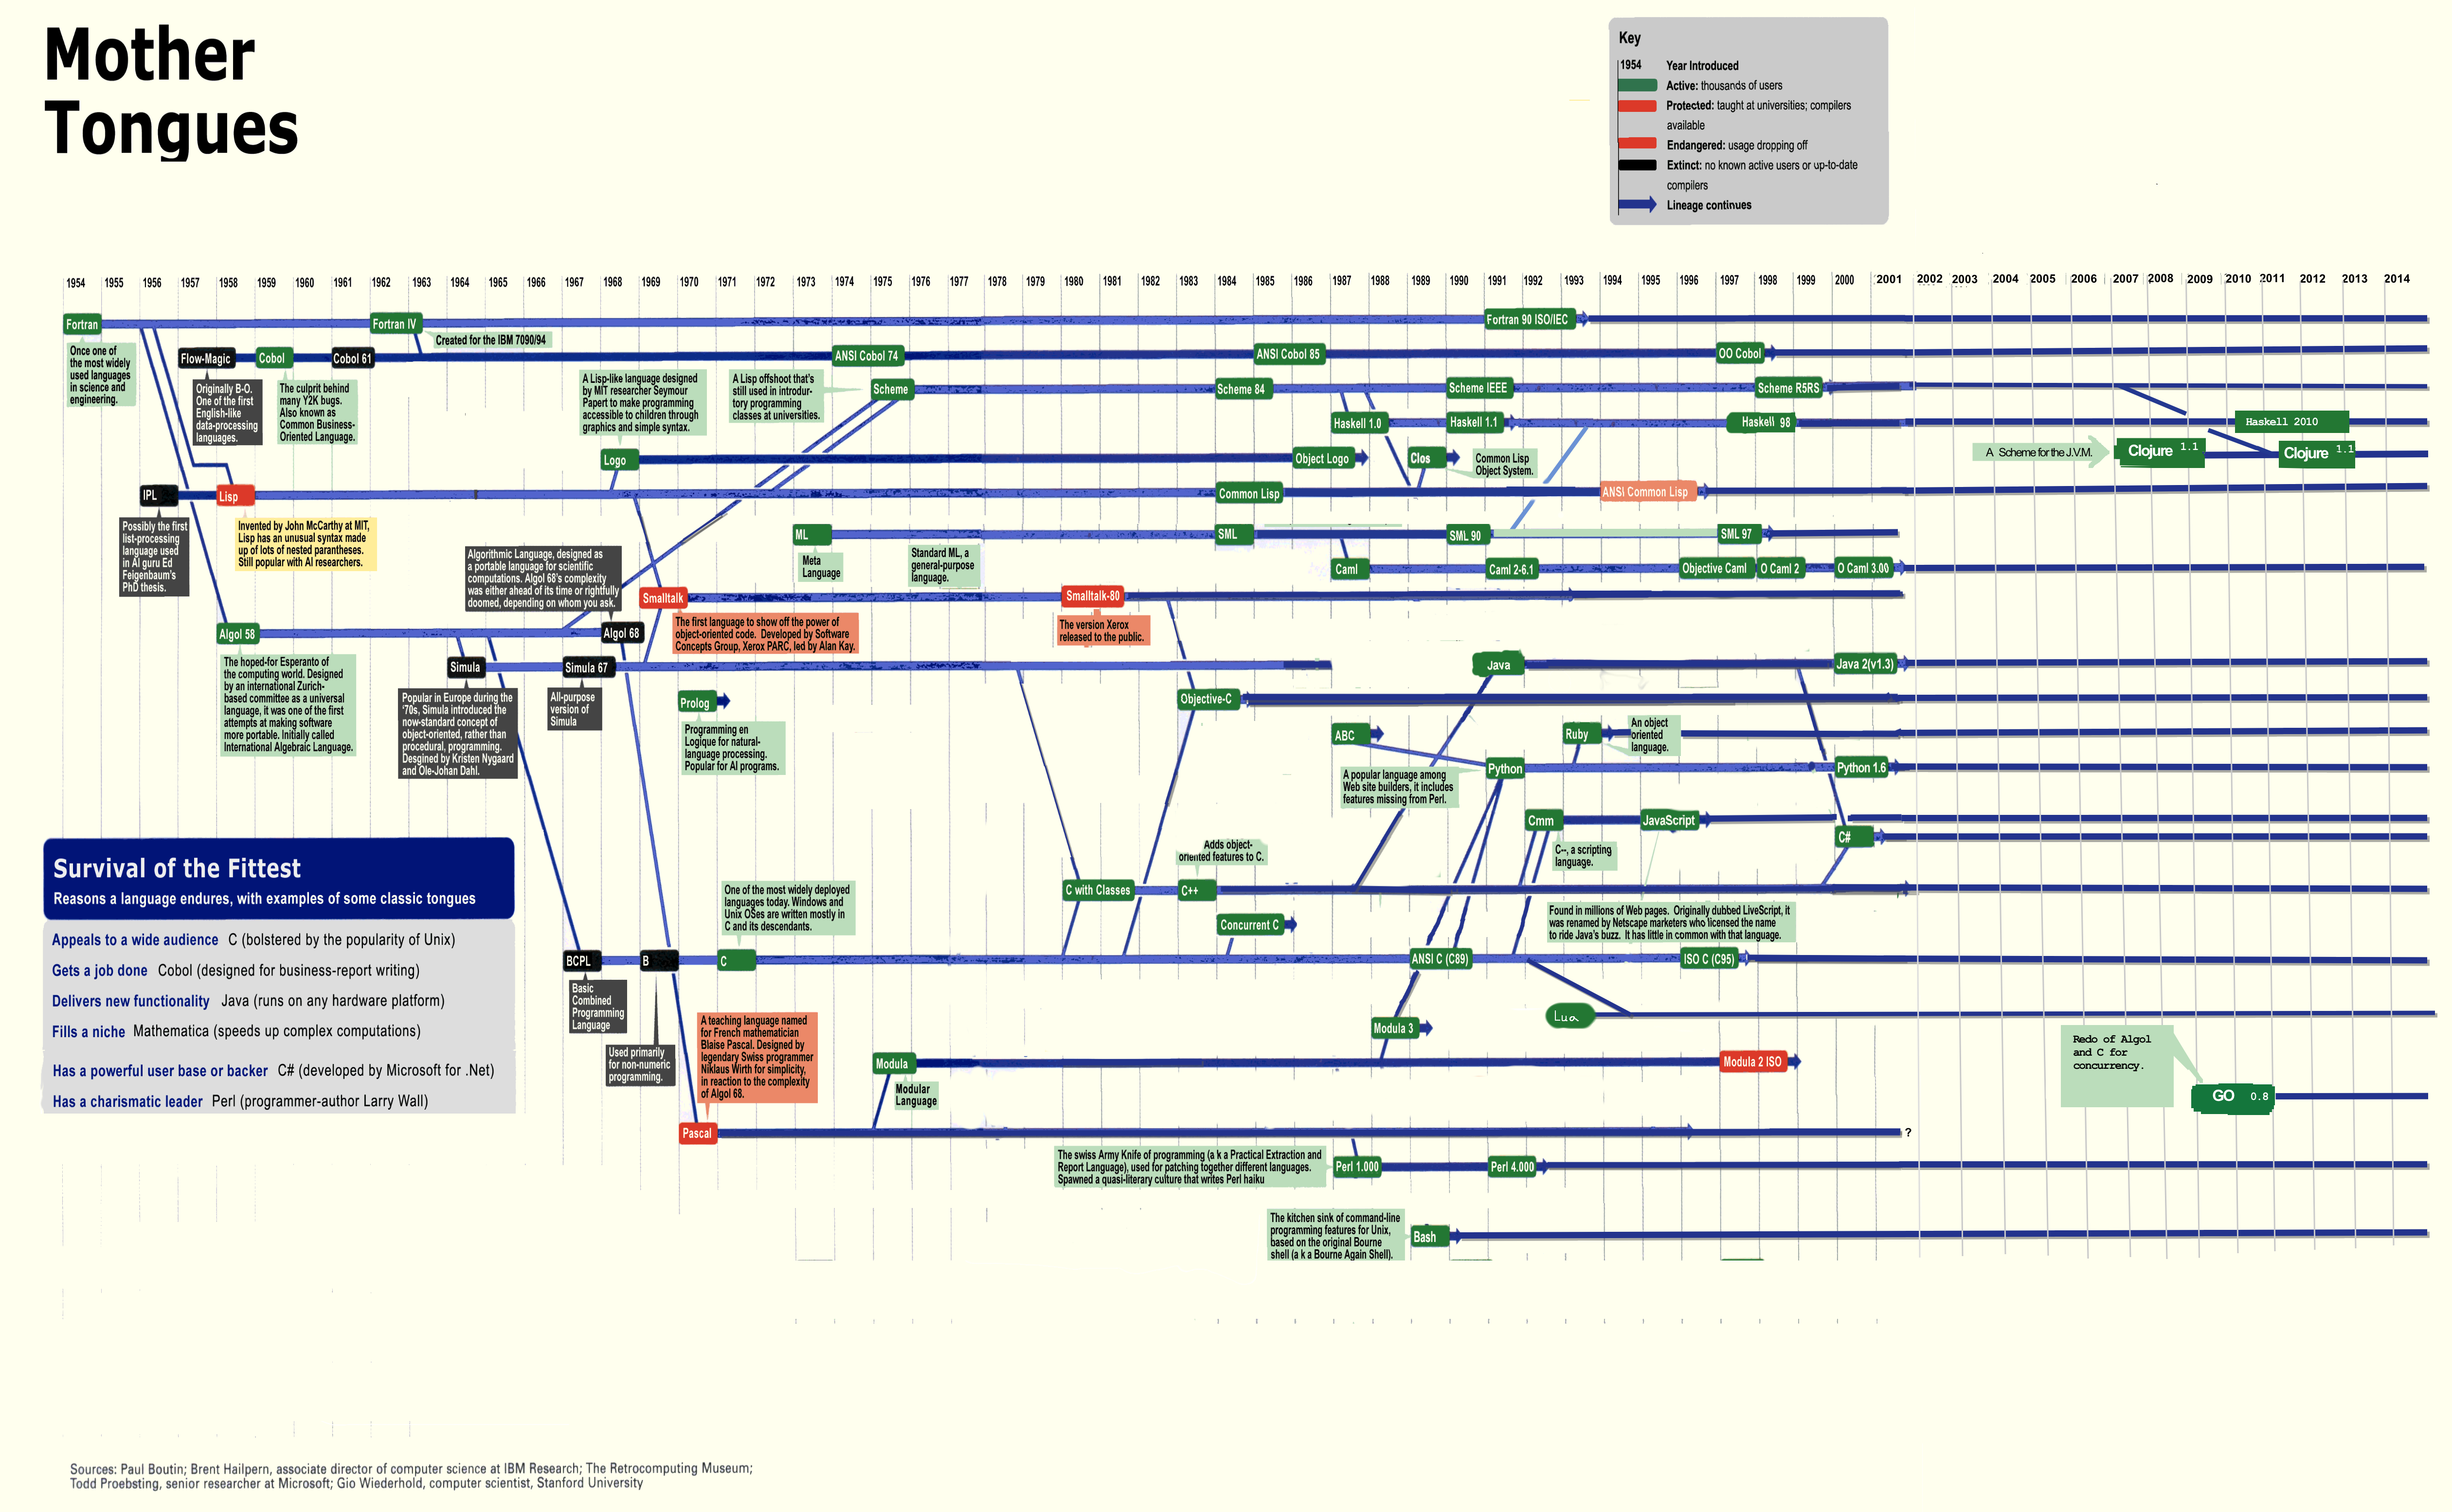 Mother
Tongues
Key
1954 Year Introduced
Active: thousands of users
Protected: taught at universities; compilers
available
Endangered: usage dropping off
Extinct: no known active users or up-to-date
compilers
Lineage continues
1954 1955 1956 1957 1958 1959 1960 1961 1962 1963 1964 1965 1966 1967 1968 1969 1970 1971 1972 1973 1974 1975 1976 1977 1978 1979 1980 1981 1982 1983 1984 1985 1986 1987 1988 1989 1990 1991 1992 1993 1994 1995 1996 1997 1998 1999 2000 2001 2002 2003 2004 2005 2006 2007 2008 2009 2010 2011 2012 2013 2014
Fortran
Fortran IV
Fortran 90 ISO/IEC
Once one of
the most widely
used languages
in science and
engineering.
Created for the IBM 7090/94
Flow-Magic
Cobol
Cobol 61
ANSI Cobol 74
ANSI Cobol 85
OO Cobol
Originally B-O.
One of the first
English-like
data-processing
languages.
The culprit behind
many Y2K bugs.
Also known as
Common Business-
Oriented Language.
A Lisp-like language designed
by MIT researcher Seymour
Papert to make programming
accessible to children through
graphics and simple syntax.
A Lisp offshoot that's
still used in introduc-
tory programming
classes at universities.
Scheme
Scheme 84
Scheme IEEE
Scheme R5RS
Haskell 1.0
Haskell 1.1
Haskell 98
Haskell 2010
Logo
Object Logo
Clos
Common Lisp
Object System.
A Scheme for the J.V.M.
Clojure 1.1
Clojure 1.1
IPL
Lisp
Common Lisp
ANSI Common Lisp
Possibly the first
list-processing
language used
in AI guru Ed
Feigenbaum's
PhD thesis.
Invented by John McCarthy at MIT,
Lisp has an unusual syntax made
up of lots of nested parantheses.
Still popular with AI researchers.
ML
SML
SML 90
SML 97
Meta
Language
Standard ML, a
general-purpose
language.
Algorithmic Language, designed as
a portable language for scientific
computations. Algol 68's complexity
was either ahead of its time or rightfully
doomed, depending on whom you ask.
Caml
Caml 2-6.1
Objective Caml
O Caml 2
O Caml 3.00
Smalltalk
Smalltalk-80
The first language to show off the power of
object-oriented code. Developed by Software
Concepts Group, Xerox PARC, led by Alan Kay.
The version Xerox
released to the public.
Algol 58
Algol 68
The hoped-for Esperanto of
the computing world. Designed
by an international Zurich-
based committee as a universal
language, it was one of the first
attempts at making software
more portable. Initially called
International Algebraic Language.
Simula
Simula 67
Java
Java 2(v1.3)
Popular in Europe during the
'70s, Simula introduced the
now-standard concept of
object-oriented, rather than
procedural, programming.
Desgined by Kristen Nygaard
and Ole-Johan Dahl.
All-purpose
version of
Simula
Prolog
Objective-C
Programming en
Logique for natural-
language processing.
Popular for AI programs.
ABC
Ruby
An object
oriented
language.
Python
Python 1.6
A popular language among
Web site builders, it includes
features missing from Perl.
Cmm
JavaScript
C#
C--, a scripting
language.
Adds object-
oriented features to C.
C with Classes
C++
Found in millions of Web pages. Originally dubbed LiveScript, it
was renamed by Netscape marketers who licensed the name
to ride Java's buzz. It has little in common with that language.
One of the most widely deployed
languages today. Windows and
Unix OSes are written mostly in
C and its descendants.
Concurrent C
BCPL
B
C
ANSI C (C89)
ISO C (C95)
Basic
Combined
Programming
Language
Used primarily
for non-numeric
programming.
A teaching language named
for French mathematician
Blaise Pascal. Designed by
legendary Swiss programmer
Niklaus Wirth for simplicity,
in reaction to the complexity
of Algol 68.
Lua
Modula 3
Modula
Modula 2 ISO
Modular
Language
Redo of Algol
and C for
concurrency.
GO 0.8
Pascal
?
The swiss Army Knife of programming (a k a Practical Extraction and
Report Language), used for patching together different languages.
Spawned a quasi-literary culture that writes Perl haiku
Perl 1.000
Perl 4.000
The kitchen sink of command-line
programming features for Unix,
based on the original Bourne
shell (a k a Bourne Again Shell).
Bash
Survival of the Fittest
Reasons a language endures, with examples of some classic tongues
Appeals to a wide audience C (bolstered by the popularity of Unix)
Gets a job done Cobol (designed for business-report writing)
Delivers new functionality Java (runs on any hardware platform)
Fills a niche Mathematica (speeds up complex computations)
Has a powerful user base or backer C# (developed by Microsoft for .Net)
Has a charismatic leader Perl (programmer-author Larry Wall)
Sources: Paul Boutin; Brent Hailpern, associate director of computer science at IBM Research; The Retrocomputing Museum;
Todd Proebsting, senior researcher at Microsoft; Gio Wiederhold, computer scientist, Stanford University